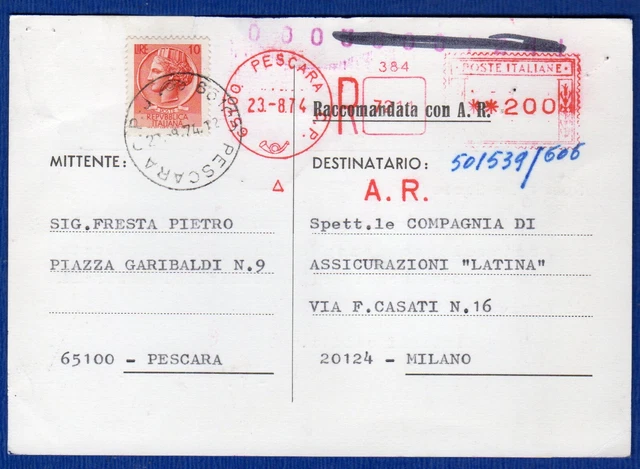 LIRE 10
POSTE
REPUBBLICA
ITALIANA
PESCARA
65100 PESCARA C.P.
23.-8.74
384
R
POSTE ITALIANE
**200
Raccomandata con A. R.
MITTENTE:
DESTINATARIO:
501539/606
A. R.
SIG.FRESTA PIETRO
PIAZZA GARIBALDI N.9
65100 - PESCARA
Spett.le COMPAGNIA DI
ASSICURAZIONI "LATINA"
VIA F.CASATI N.16
20124 - MILANO